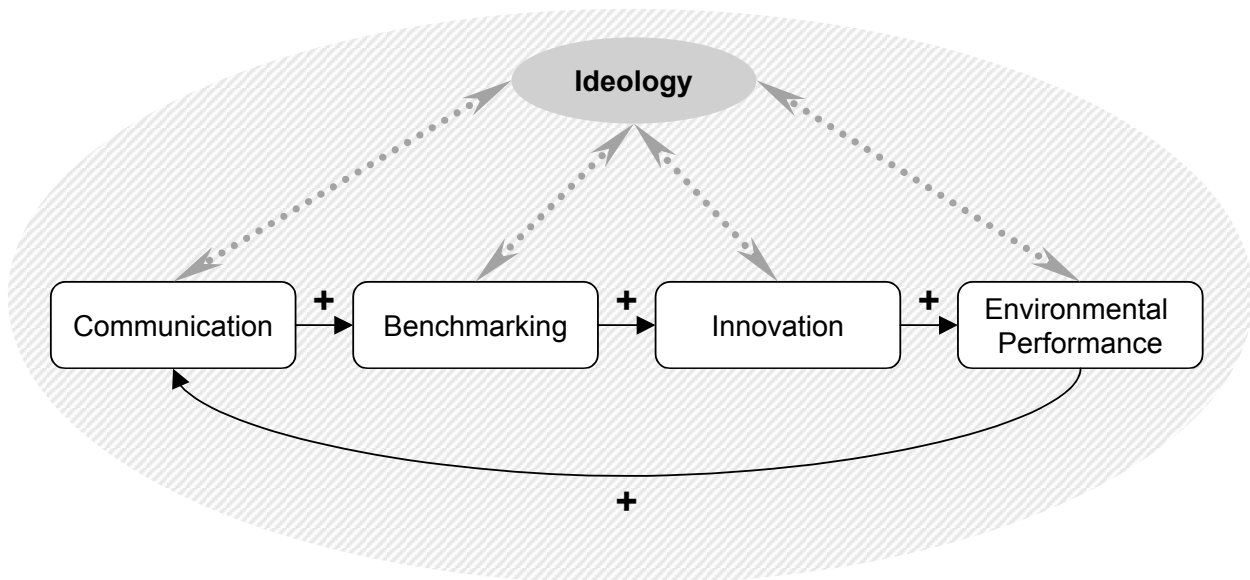 Ideology
+
+
+
Communication
Benchmarking
Innovation
Environmental
Performance
+